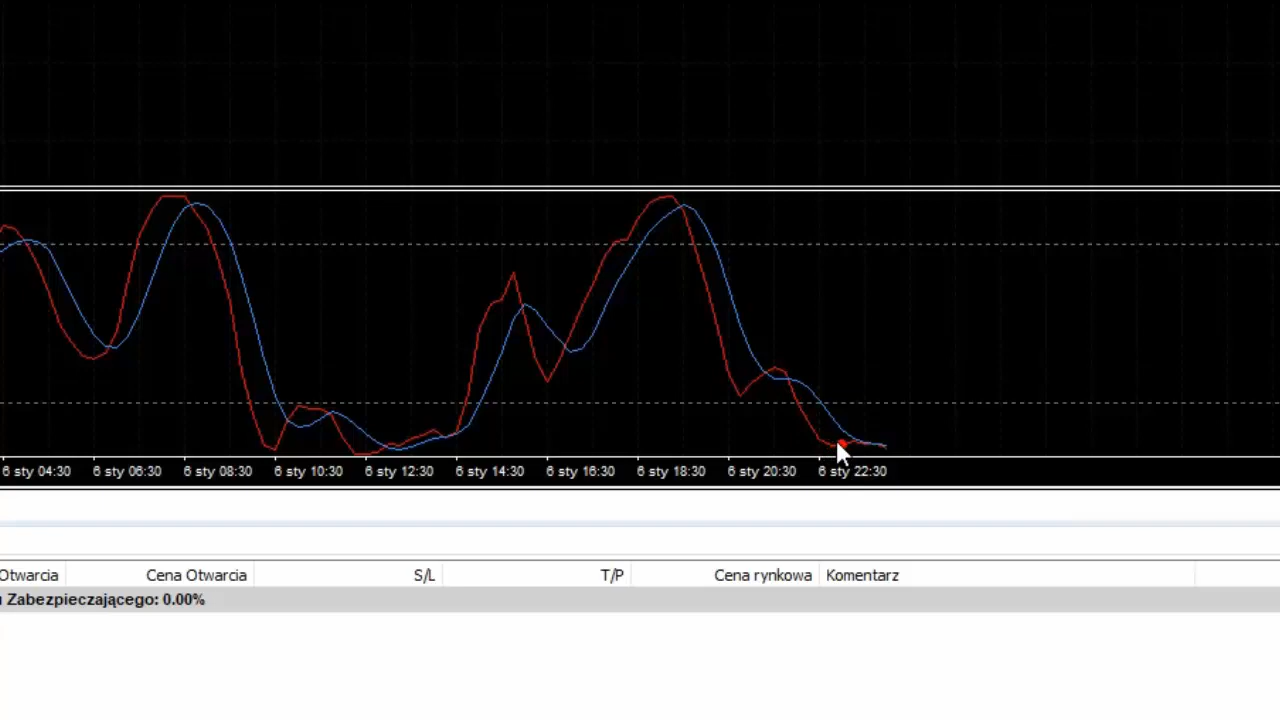 6 sty 04:30 6 sty 06:30 6 sty 08:30 6 sty 10:30 6 sty 12:30 6 sty 14:30 6 sty 16:30 6 sty 18:30 6 sty 20:30 6 sty 22:30
Otwarcia Cena Otwarcia S/L T/P Cena rynkowa Komentarz
Zabezpieczającego: 0.00%